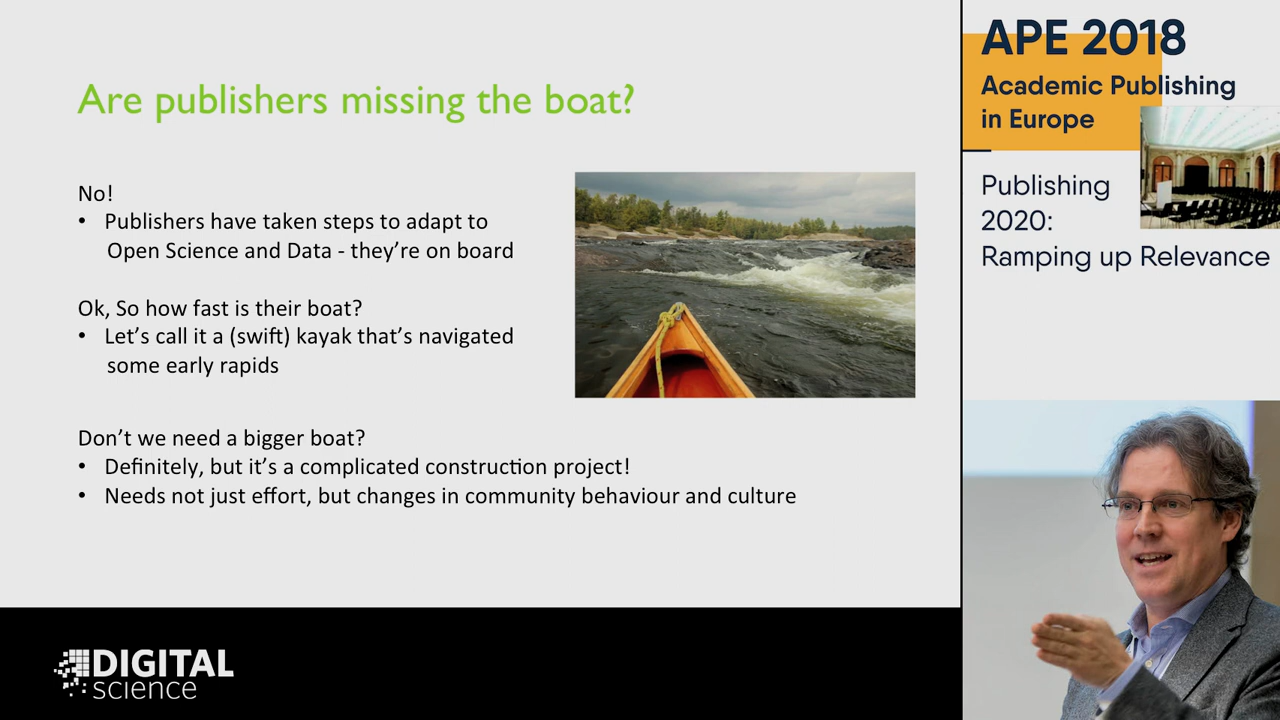 Are publishers missing the boat?
No!
• Publishers have taken steps to adapt to
Open Science and Data - they're on board
Ok, So how fast is their boat?
• Let's call it a (swift) kayak that's navigated
some early rapids
Don't we need a bigger boat?
• Definitely, but it's a complicated construction project!
• Needs not just effort, but changes in community behaviour and culture
DIGITAL
science
APE 2018
Academic Publishing
in Europe
Publishing
2020:
Ramping up Relevance